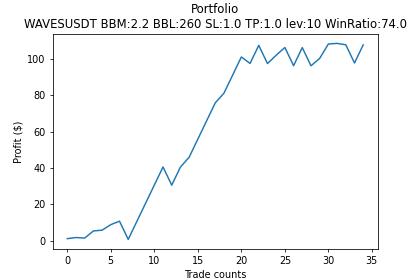 Portfolio
WAVESUSDT BBM:2.2 BBL:260 SL:1.0 TP:1.0 lev:10 WinRatio:74.0
100
80
60
40
20
0
Profit ($)
0 5 10 15 20 25 30 35
Trade counts